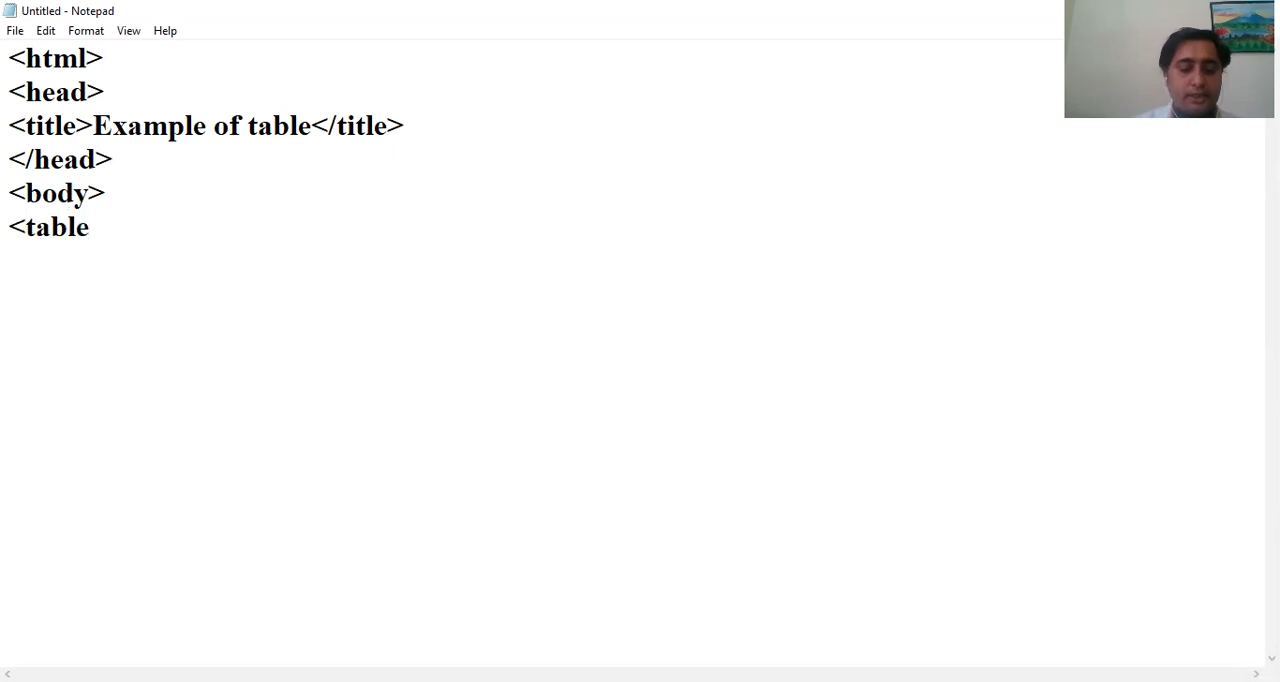 Untitled - Notepad
File Edit Format View Help
<html>
<head>
<title>Example of table</title>
</head>
<body>
<table